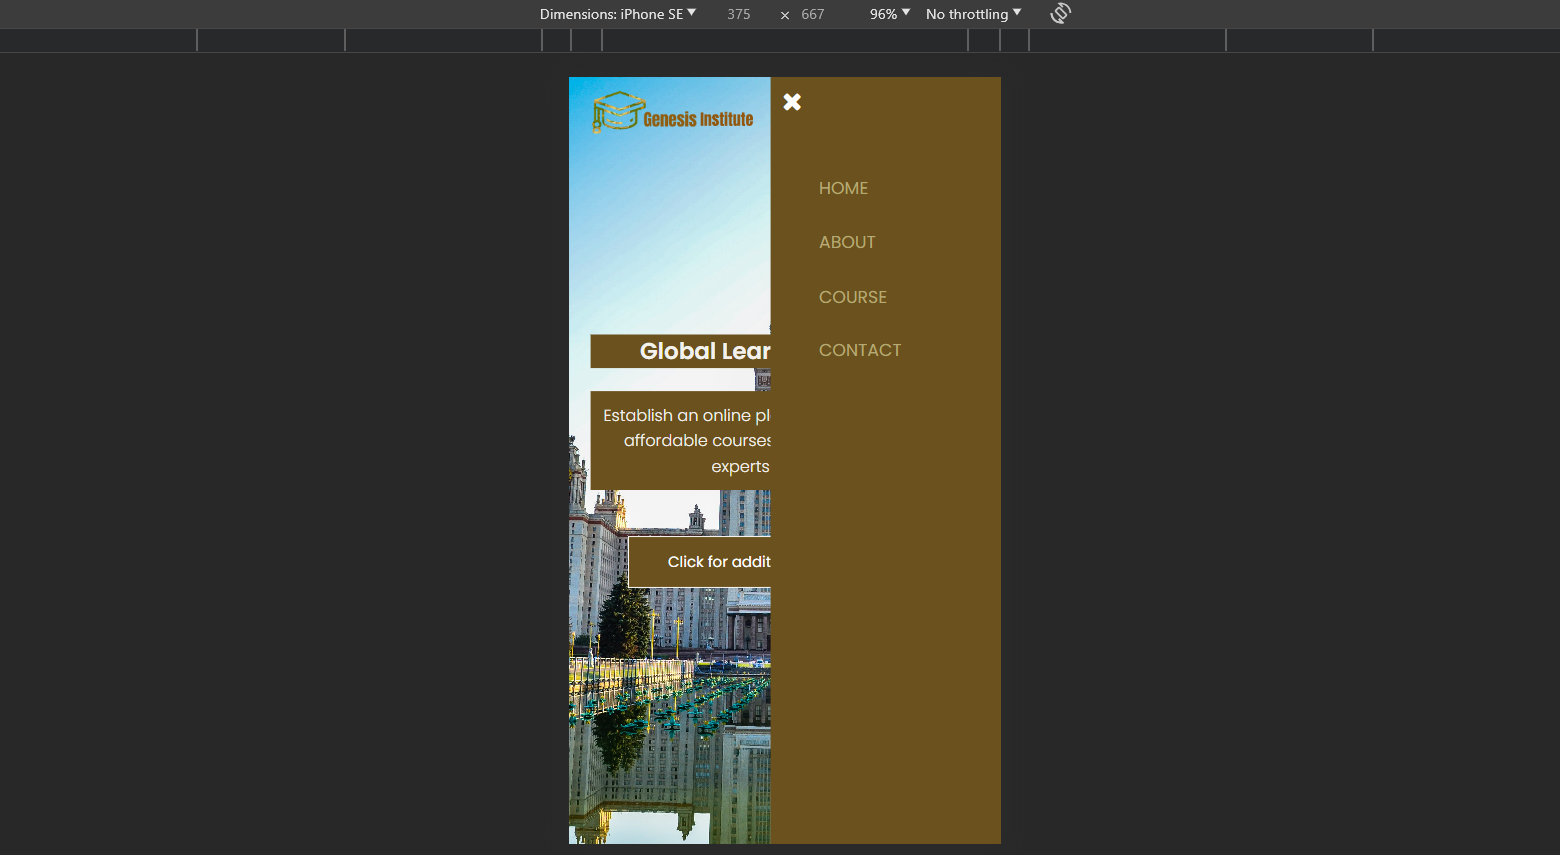 Dimensions: iPhone SE 375 × 667 96% No throttling
Genesis Institute
HOME
ABOUT
COURSE
CONTACT
Global Lear
Establish an online pl
affordable courses
experts
Click for addit